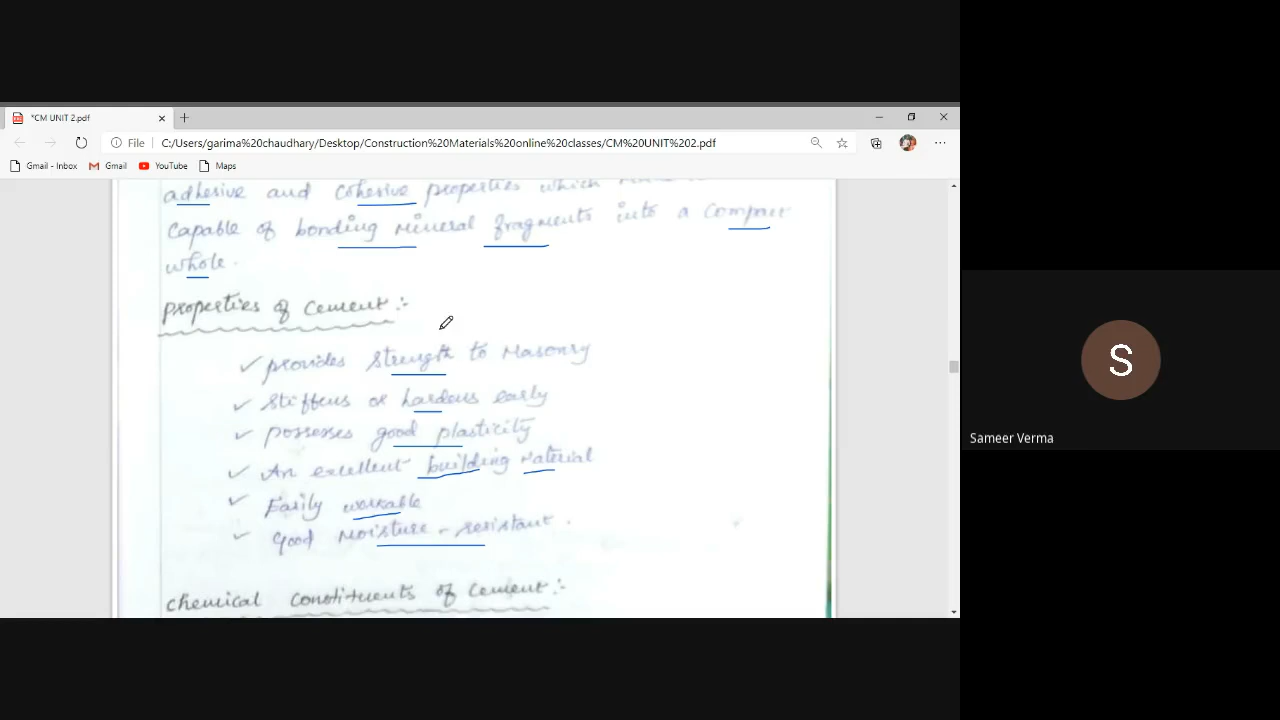 *CM UNIT 2.pdf
File C:/Users/garima%20chaudhary/Desktop/Construction%20Materials%20online%20classes/CM%20UNIT%202.pdf
Gmail - Inbox Gmail YouTube Maps
adhesive and cohesive properties which
capable of bonding mineral fragments into a compact
whole.
properties of cement:-
✓ provides strength to Masonry
✓ stiffens or hardens early
✓ possesses good plasticity
✓ An excellent building Material
✓ Easily workable
✓ Good Moisture - resistant.
chemical constituents of cement:-
S
Sameer Verma